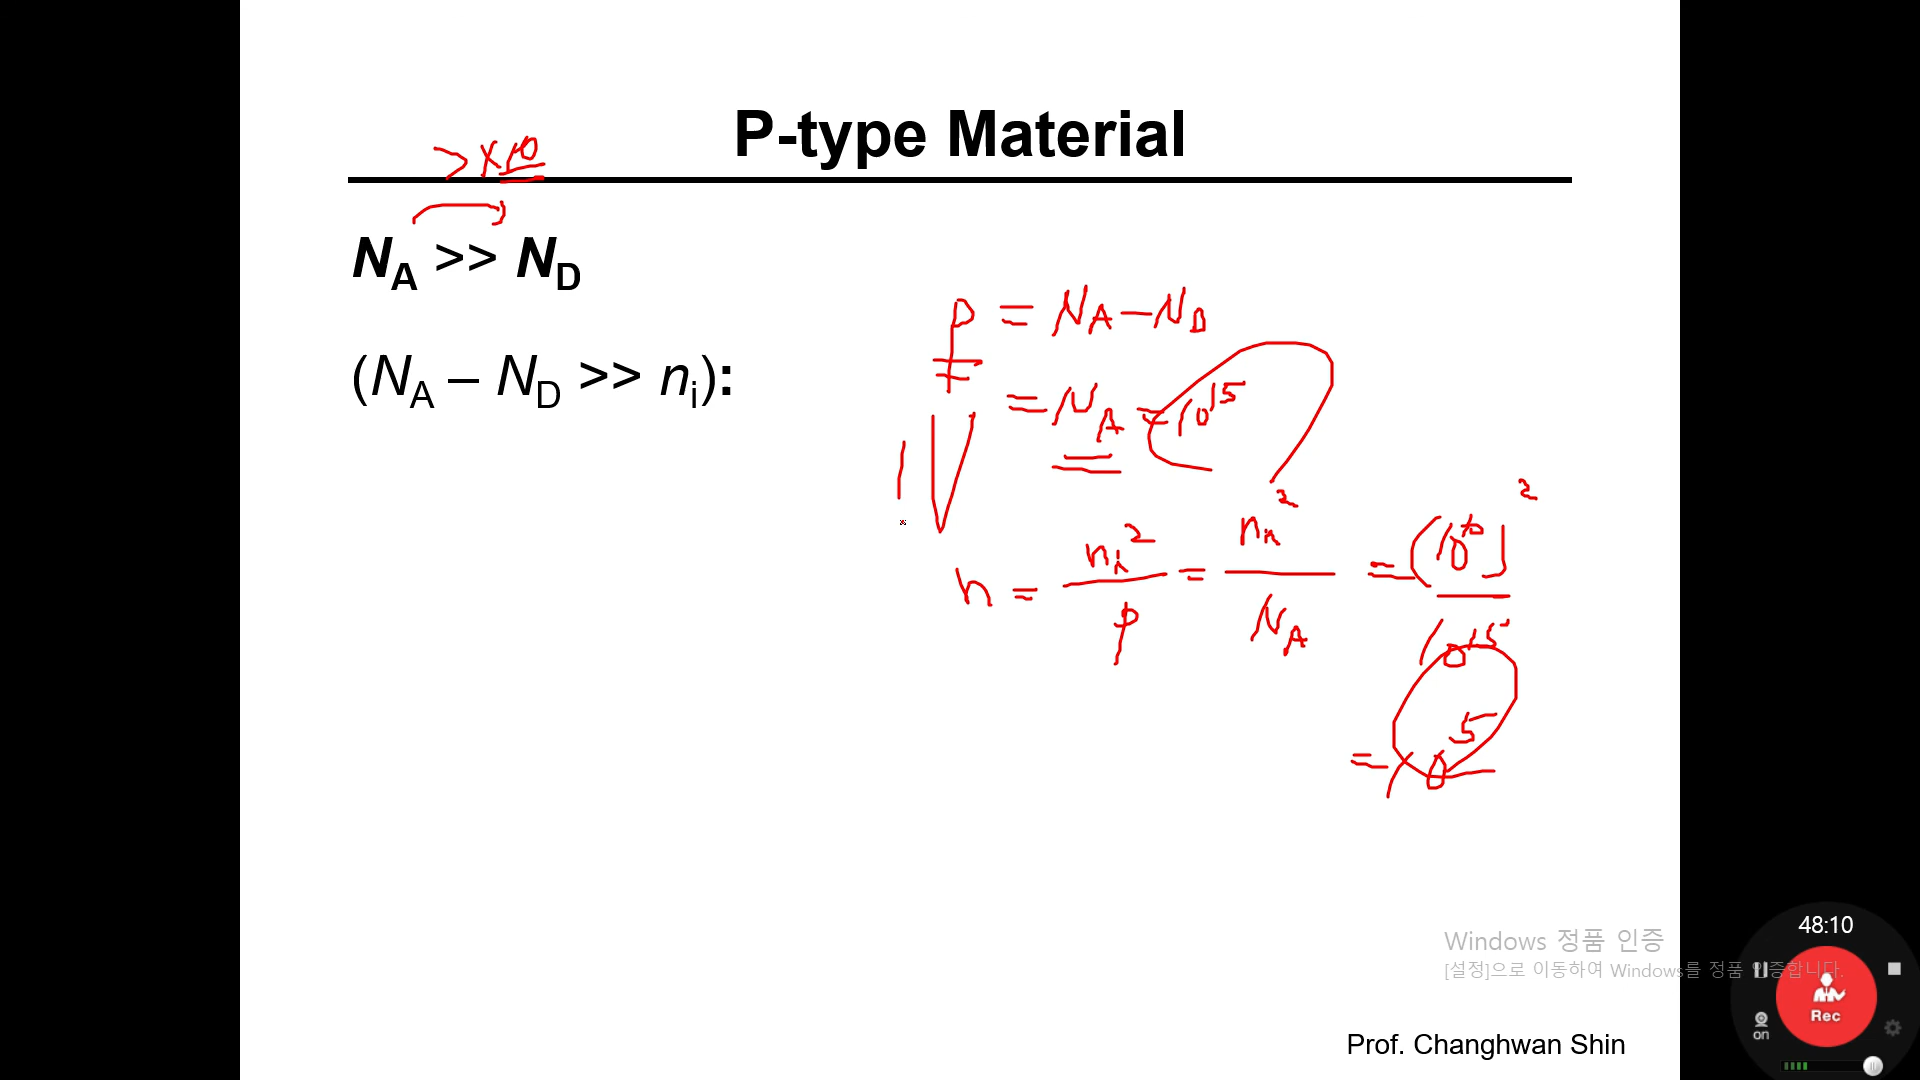 P-type Material
> x10
NA >> ND
(NA – ND >> ni):
p = NA - ND
= NA = 10^15
n = ni^2 / p = ni^2 / NA = (10^10)^2 / 10^15
= 10^5
Windows 정품 인증
[설정]으로 이동하여 Windows를 정품 인증합니다.
Prof. Changhwan Shin
48:10
Rec
on